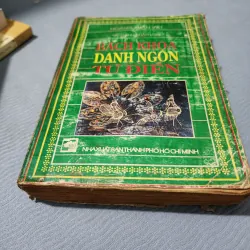 BÁCH KHOA
DANH NGÔN
TỪ ĐIỂN
NHÀ XUẤT BẢN THÀNH PHỐ HỒ CHÍ MINH